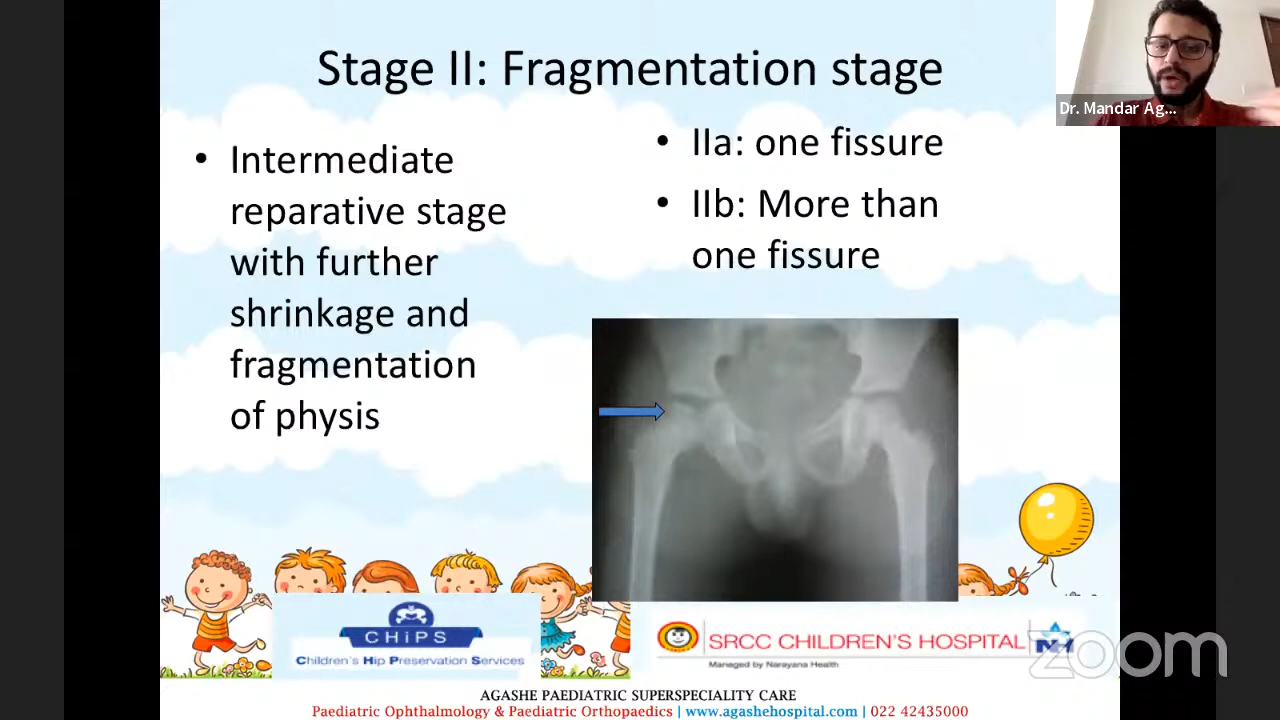 Stage II: Fragmentation stage
Dr. Mandar Ag...
• Intermediate
reparative stage
with further
shrinkage and
fragmentation
of physis
• IIa: one fissure
• IIb: More than
one fissure
CHiPS
Children's Hip Preservation Services
SRCC CHILDREN'S HOSPITAL
Managed by Narayana Health
NH
zoom
AGASHE PAEDIATRIC SUPERSPECIALITY CARE
Paediatric Ophthalmology & Paediatric Orthopaedics | www.agashehospital.com | 022 42435000